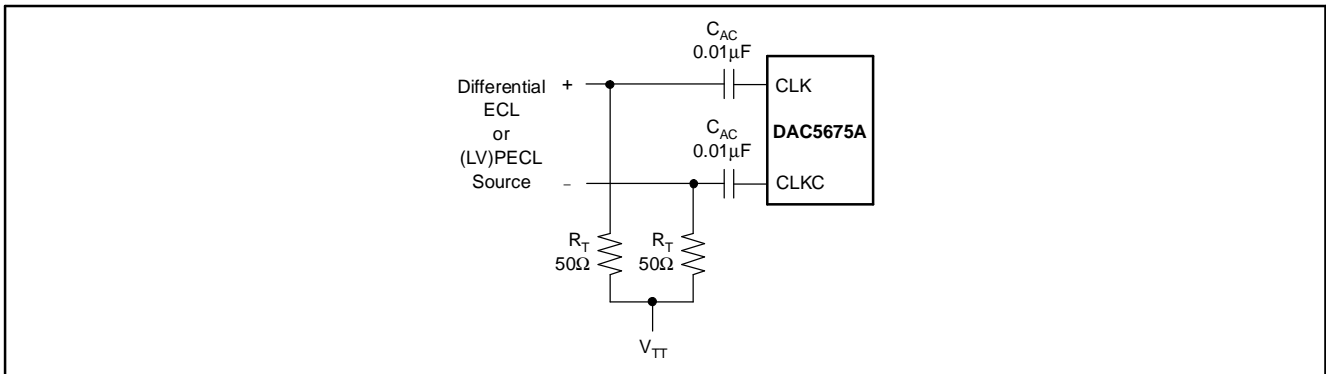 C_AC
0.01μF
Differential
ECL
or
(LV)PECL
Source
+
−
CLK
DAC5675A
C_AC
0.01μF
CLKC
R_T
50Ω
R_T
50Ω
V_TT